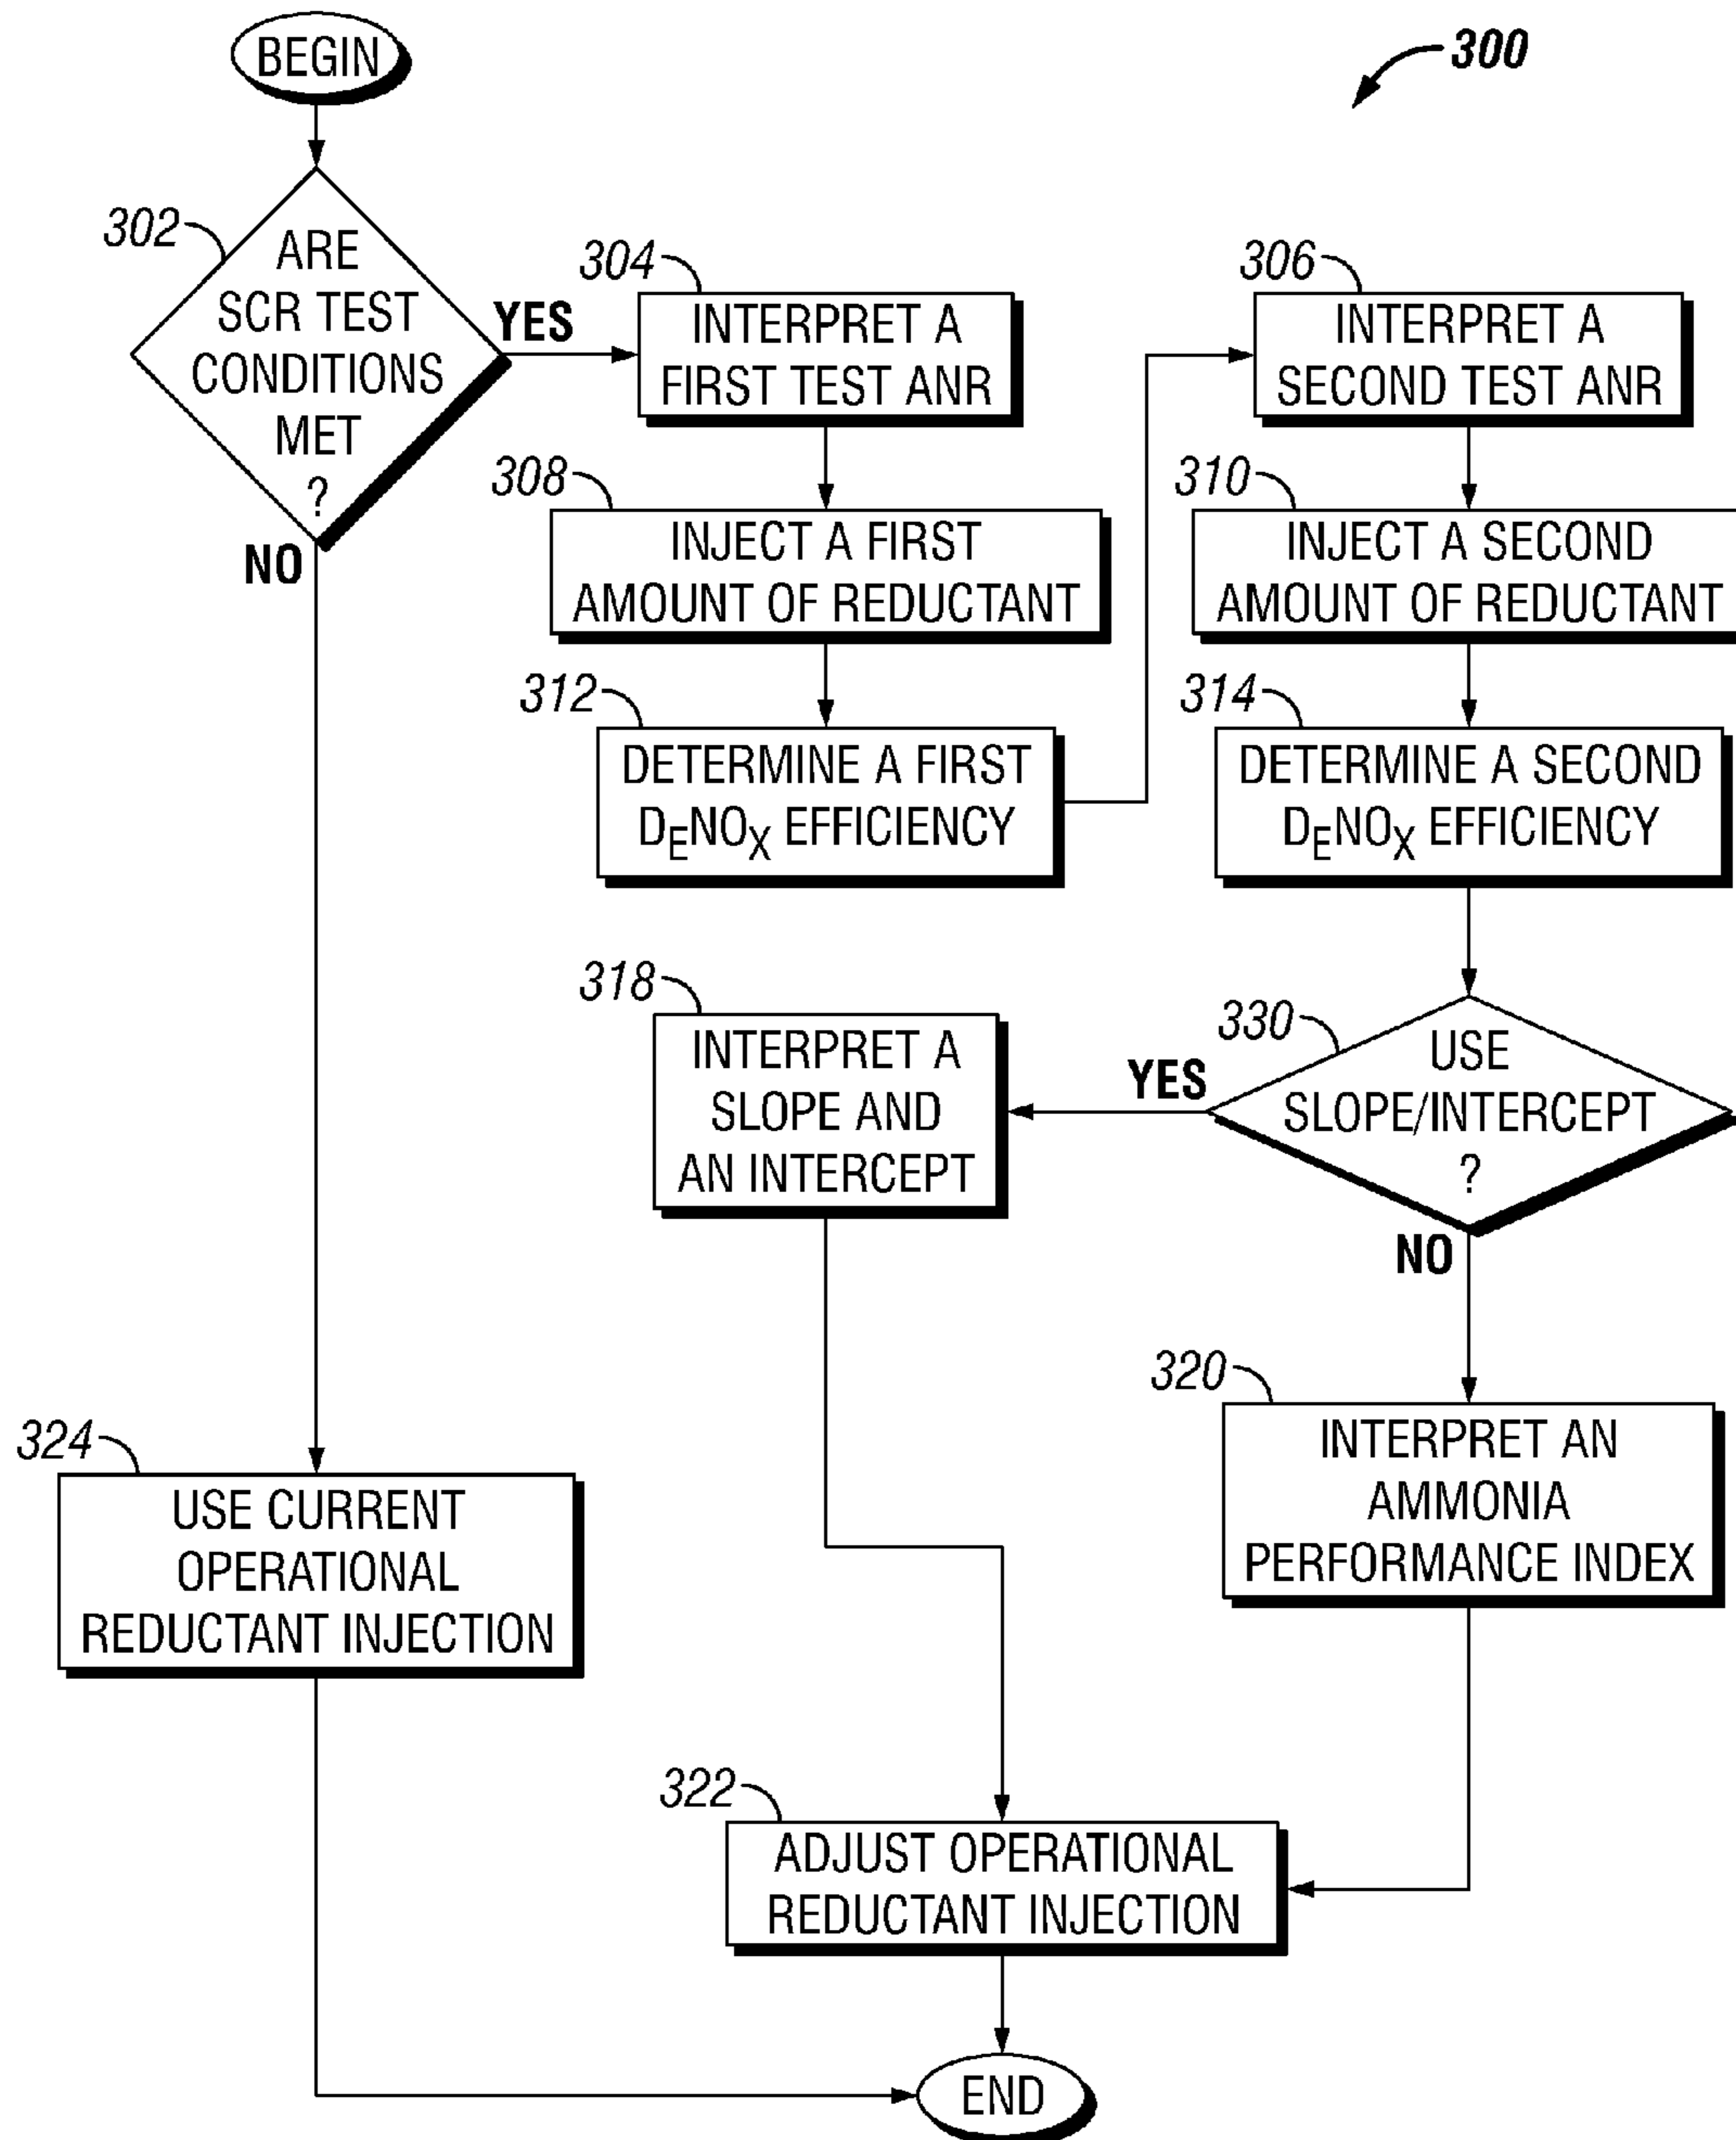 BEGIN
300
302
ARE
SCR TEST
CONDITIONS
MET
?
YES
NO
304
INTERPRET A
FIRST TEST ANR
308
INJECT A FIRST
AMOUNT OF REDUCTANT
312
DETERMINE A FIRST
DENOX EFFICIENCY
306
INTERPRET A
SECOND TEST ANR
310
INJECT A SECOND
AMOUNT OF REDUCTANT
314
DETERMINE A SECOND
DENOX EFFICIENCY
330
USE
SLOPE/INTERCEPT
?
YES
NO
318
INTERPRET A
SLOPE AND
AN INTERCEPT
320
INTERPRET AN
AMMONIA
PERFORMANCE INDEX
324
USE CURRENT
OPERATIONAL
REDUCTANT INJECTION
322
ADJUST OPERATIONAL
REDUCTANT INJECTION
END